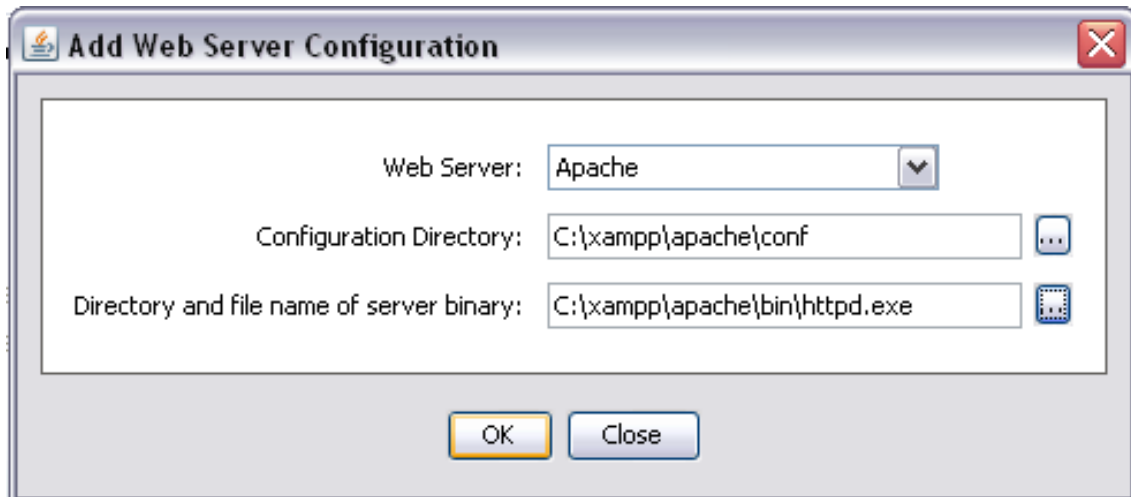 Add Web Server Configuration
Web Server: Apache
Configuration Directory: C:\xampp\apache\conf ...
Directory and file name of server binary: C:\xampp\apache\bin\httpd.exe ...
OK Close